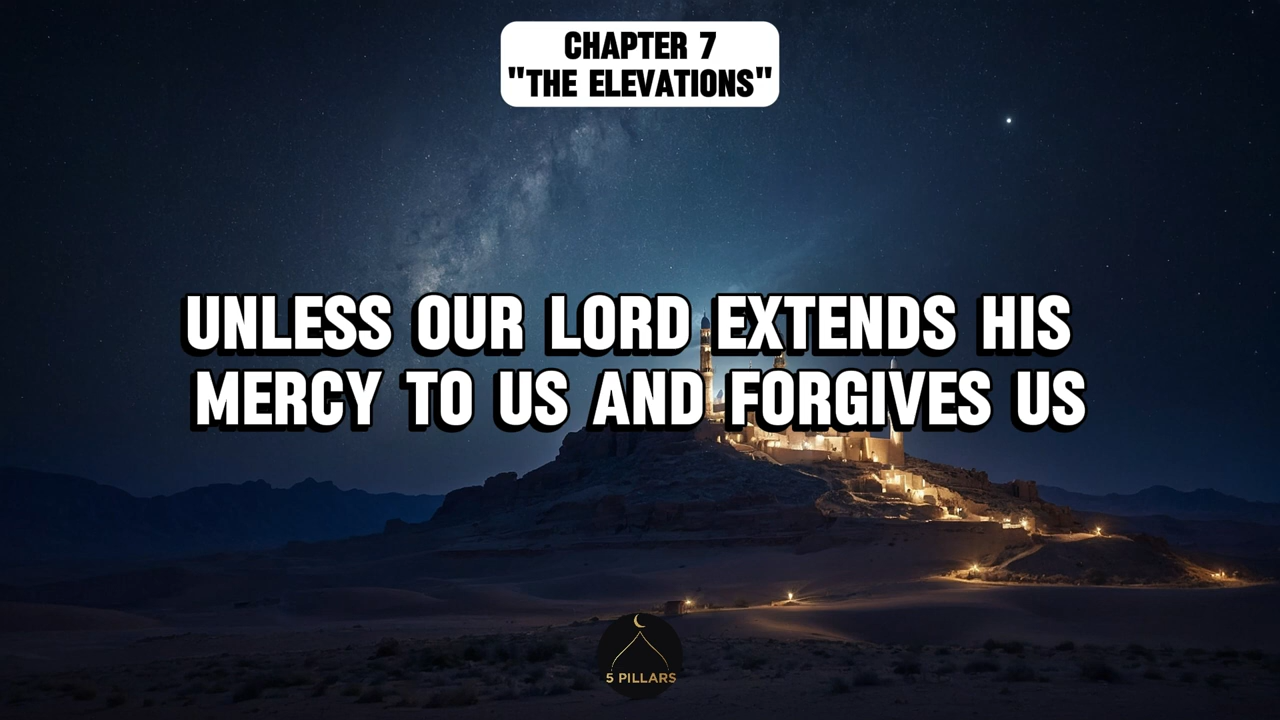 CHAPTER 7
"THE ELEVATIONS"
UNLESS OUR LORD EXTENDS HIS
MERCY TO US AND FORGIVES US
5 PILLARS